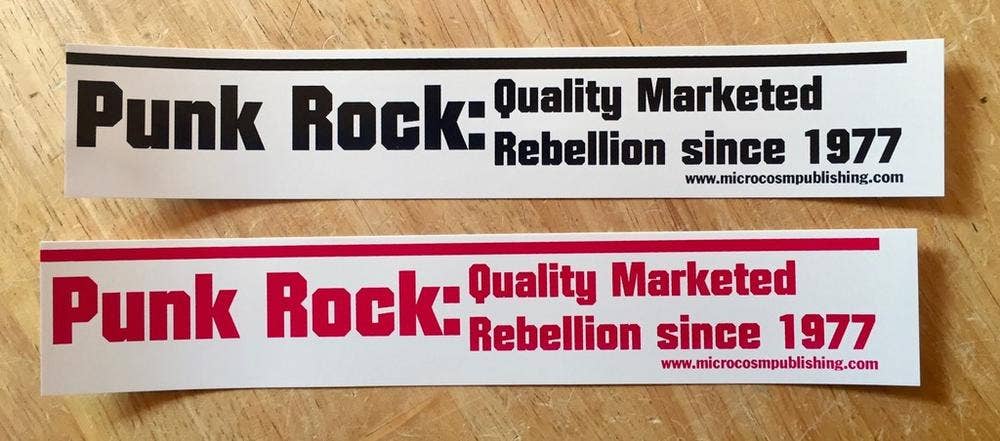 Punk Rock: Quality Marketed
Rebellion since 1977
www.microcosmpublishing.com
Punk Rock: Quality Marketed
Rebellion since 1977
www.microcosmpublishing.com